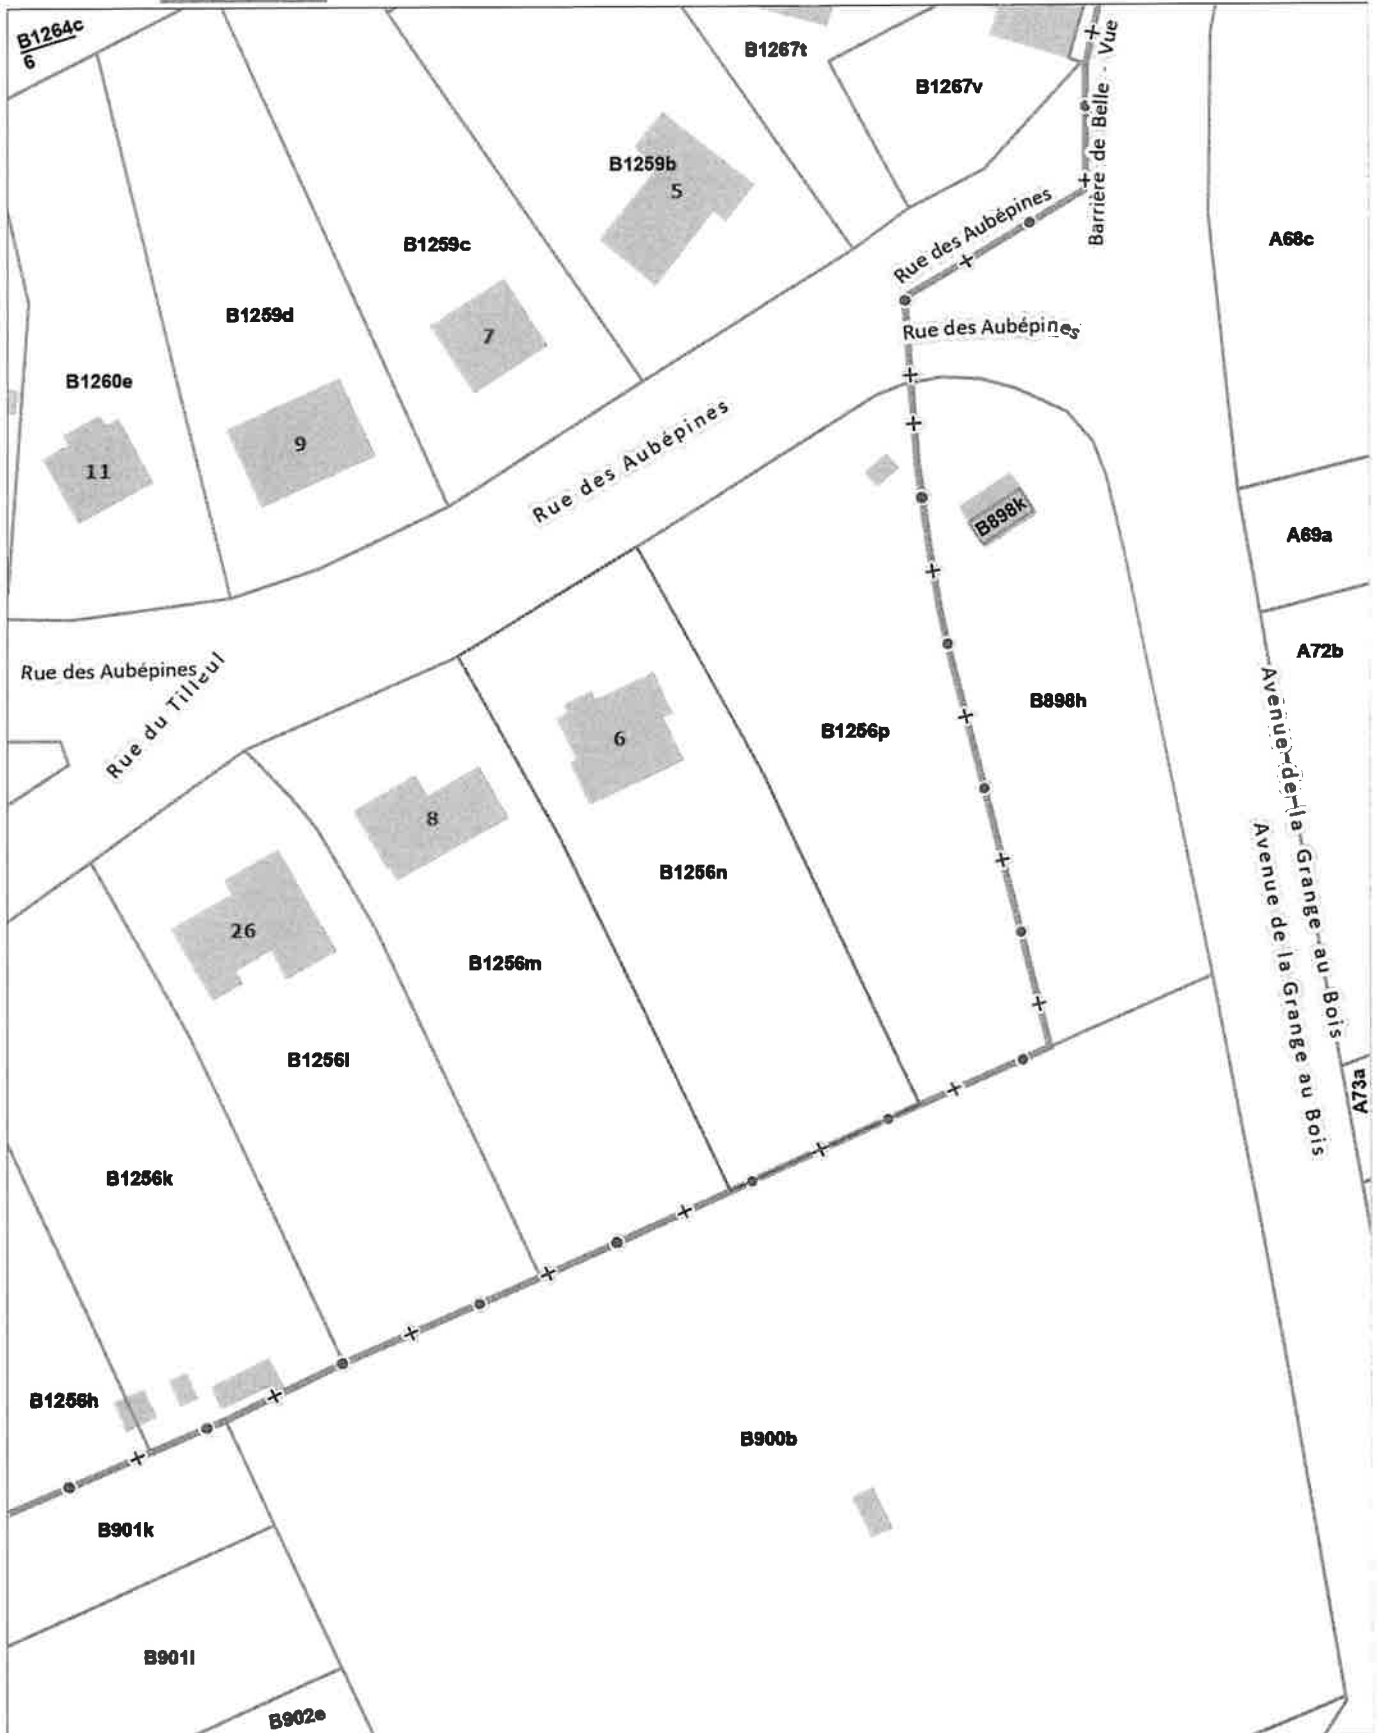 B1264c
6
B1267t
B1267v
Barrière de Belle - Vue
B1259b
5
Rue des Aubépines
B1259c
A68c
B1259d
Rue des Aubépines
7
B1260e
9
11
Rue des Aubépines
B898k
A69a
Rue des Aubépines
Rue du Tilleul
A72b
B898h
B1256p
6
8
Avenue de la Grange au Bois
Avenue de la Grange au Bois
B1256n
26
B1256m
B1256l
A73a
B1256k
B1256h
B900b
B901k
B901l
B902e